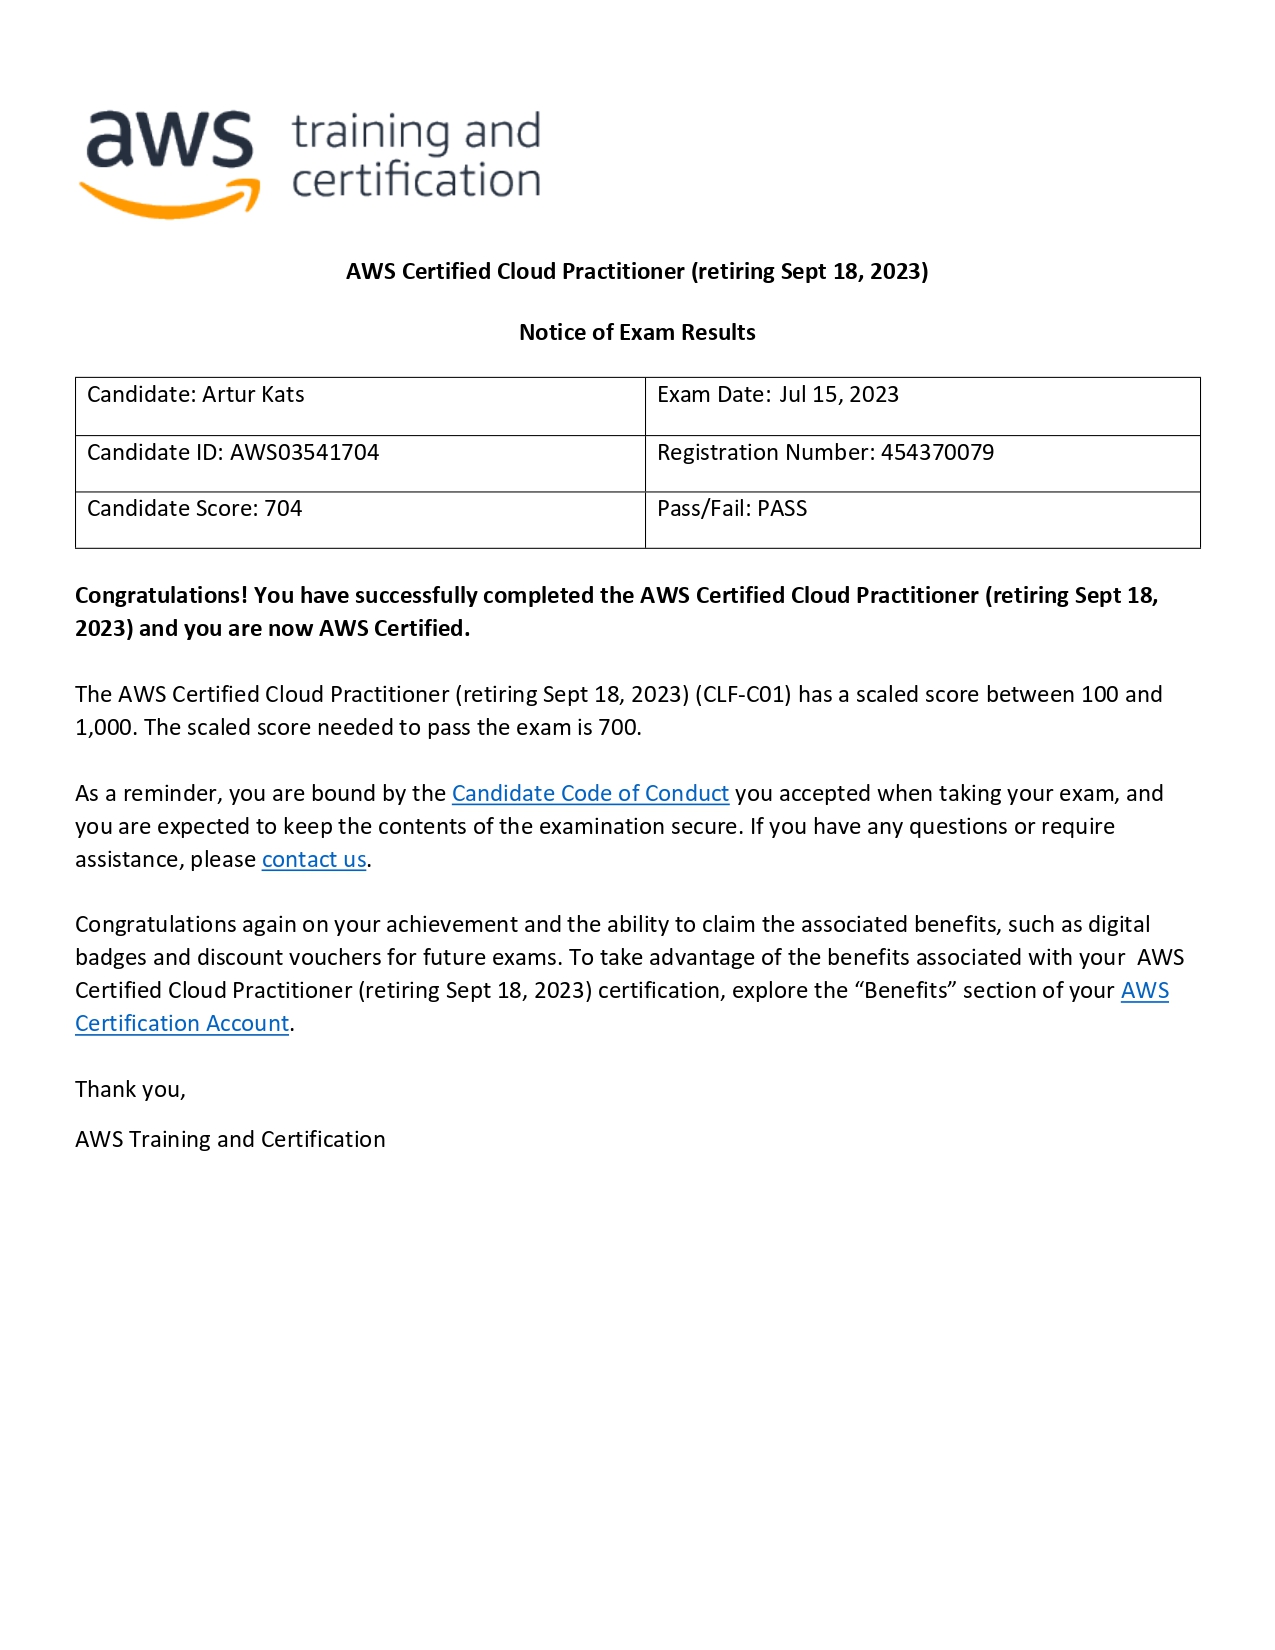 aws training and
certification
AWS Certified Cloud Practitioner (retiring Sept 18, 2023)
Notice of Exam Results
Candidate: Artur Kats
Exam Date: Jul 15, 2023
Candidate ID: AWS03541704
Registration Number: 454370079
Candidate Score: 704
Pass/Fail: PASS
Congratulations! You have successfully completed the AWS Certified Cloud Practitioner (retiring Sept 18,
2023) and you are now AWS Certified.
The AWS Certified Cloud Practitioner (retiring Sept 18, 2023) (CLF-C01) has a scaled score between 100 and
1,000. The scaled score needed to pass the exam is 700.
As a reminder, you are bound by the Candidate Code of Conduct you accepted when taking your exam, and
you are expected to keep the contents of the examination secure. If you have any questions or require
assistance, please contact us.
Congratulations again on your achievement and the ability to claim the associated benefits, such as digital
badges and discount vouchers for future exams. To take advantage of the benefits associated with your  AWS
Certified Cloud Practitioner (retiring Sept 18, 2023) certification, explore the “Benefits” section of your AWS
Certification Account.
Thank you,
AWS Training and Certification